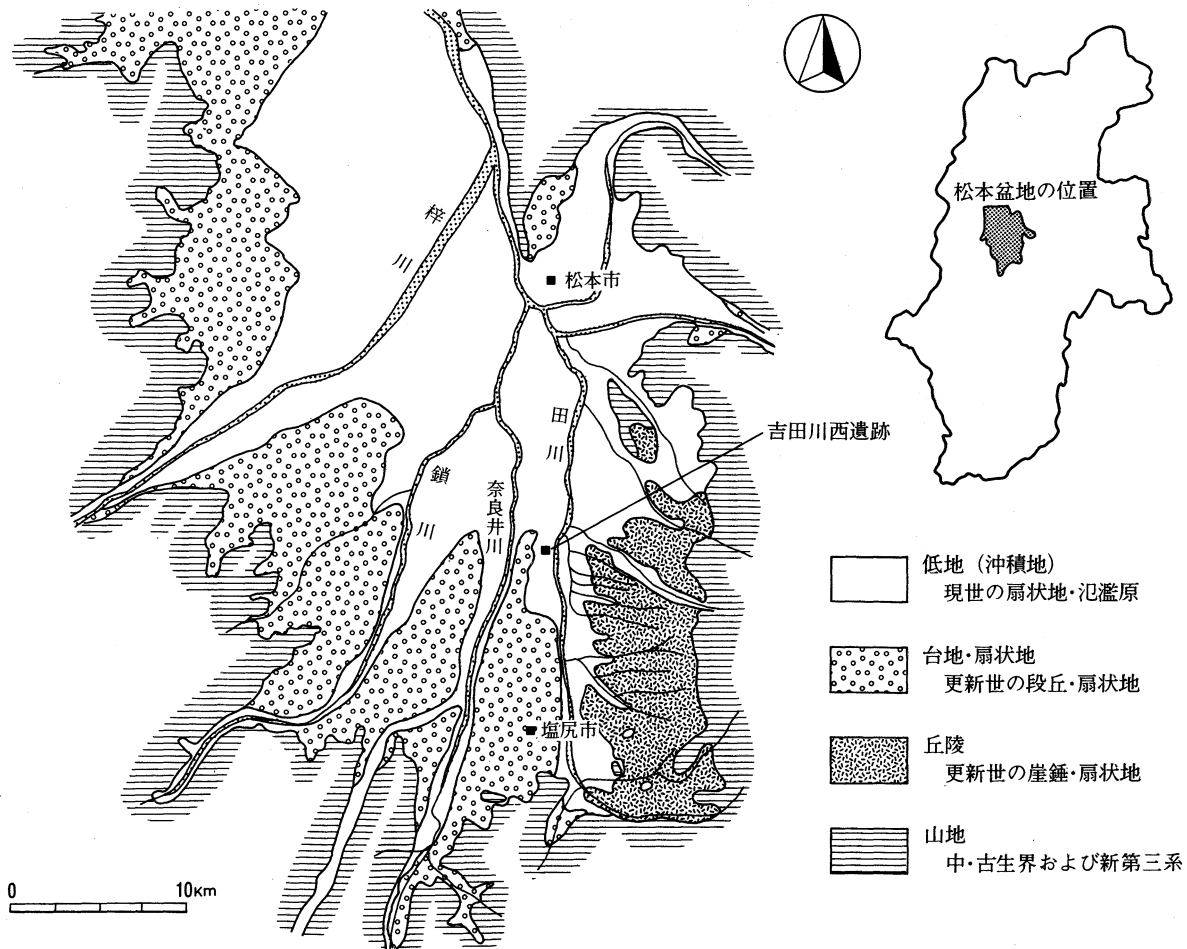 松本盆地の位置
梓川
松本市
田川
吉田川西遺跡
鎖川
奈良井川
塩尻市
低地（沖積地）
現世の扇状地・氾濫原
台地・扇状地
更新世の段丘・扇状地
丘陵
更新世の崖錐・扇状地
山地
中・古生界および新第三系
0 10Km